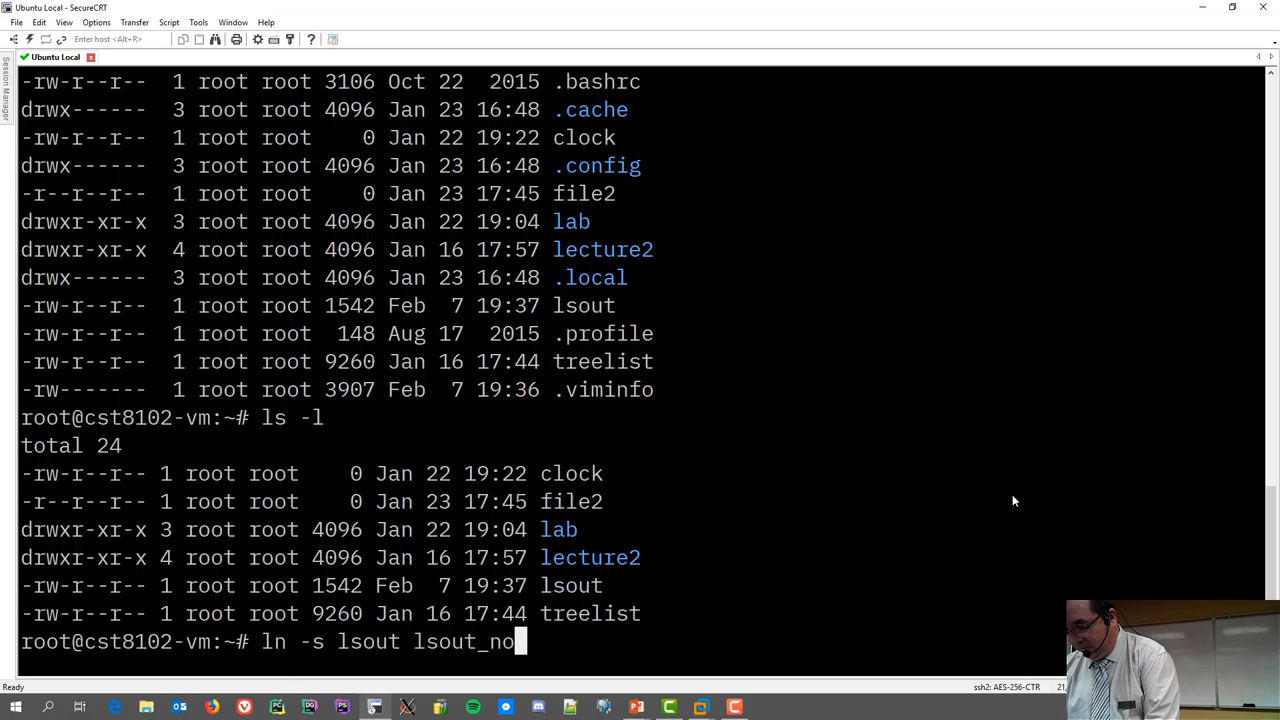 Ubuntu Local - SecureCRT
File Edit View Options Transfer Script Tools Window Help
Enter host <Alt+R>
Ubuntu Local
Session Manager
-rw-r--r-- 1 root root 3106 Oct 22 2015 .bashrc
drwx------ 3 root root 4096 Jan 23 16:48 .cache
-rw-r--r-- 1 root root 0 Jan 22 19:22 clock
drwx------ 3 root root 4096 Jan 23 16:48 .config
-r--r--r-- 1 root root 0 Jan 23 17:45 file2
drwxr-xr-x 3 root root 4096 Jan 22 19:04 lab
drwxr-xr-x 4 root root 4096 Jan 16 17:57 lecture2
drwx------ 3 root root 4096 Jan 23 16:48 .local
-rw-r--r-- 1 root root 1542 Feb 7 19:37 lsout
-rw-r--r-- 1 root root 148 Aug 17 2015 .profile
-rw-r--r-- 1 root root 9260 Jan 16 17:44 treelist
-rw------- 1 root root 3907 Feb 7 19:36 .viminfo
root@cst8102-vm:~# ls -l
total 24
-rw-r--r-- 1 root root 0 Jan 22 19:22 clock
-r--r--r-- 1 root root 0 Jan 23 17:45 file2
drwxr-xr-x 3 root root 4096 Jan 22 19:04 lab
drwxr-xr-x 4 root root 4096 Jan 16 17:57 lecture2
-rw-r--r-- 1 root root 1542 Feb 7 19:37 lsout
-rw-r--r-- 1 root root 9260 Jan 16 17:44 treelist
root@cst8102-vm:~# ln -s lsout lsout_no
Ready
ssh2: AES-256-CTR
21,